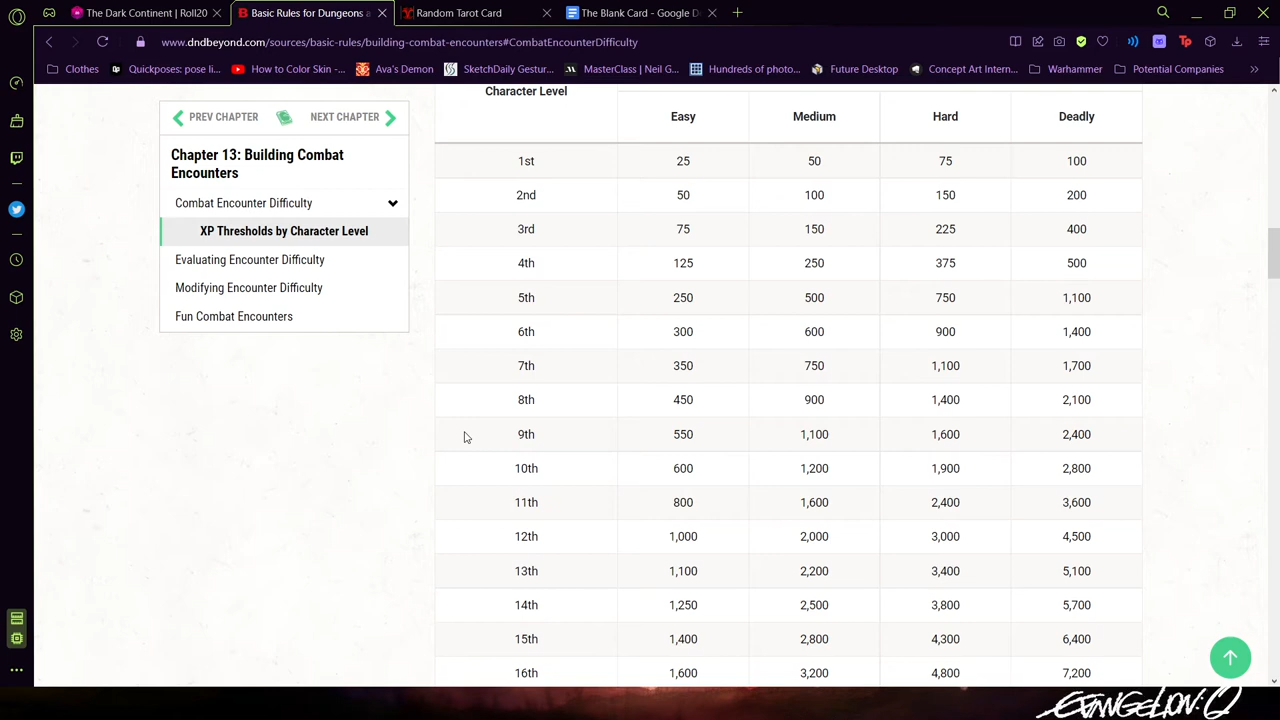 The Dark Continent | Roll20
Basic Rules for Dungeons a
Random Tarot Card
The Blank Card - Google D
www.dndbeyond.com/sources/basic-rules/building-combat-encounters#CombatEncounterDifficulty
Clothes
Quickposes: pose li...
How to Color Skin -...
Ava's Demon
SketchDaily Gestur...
MasterClass | Neil G...
Hundreds of photo...
Future Desktop
Concept Art Intern...
Warhammer
Potential Companies
PREV CHAPTER
NEXT CHAPTER
Chapter 13: Building Combat
Encounters
Combat Encounter Difficulty
XP Thresholds by Character Level
Evaluating Encounter Difficulty
Modifying Encounter Difficulty
Fun Combat Encounters
Character Level
Easy Medium Hard Deadly
1st 25 50 75 100
2nd 50 100 150 200
3rd 75 150 225 400
4th 125 250 375 500
5th 250 500 750 1,100
6th 300 600 900 1,400
7th 350 750 1,100 1,700
8th 450 900 1,400 2,100
9th 550 1,100 1,600 2,400
10th 600 1,200 1,900 2,800
11th 800 1,600 2,400 3,600
12th 1,000 2,000 3,000 4,500
13th 1,100 2,200 3,400 5,100
14th 1,250 2,500 3,800 5,700
15th 1,400 2,800 4,300 6,400
16th 1,600 3,200 4,800 7,200